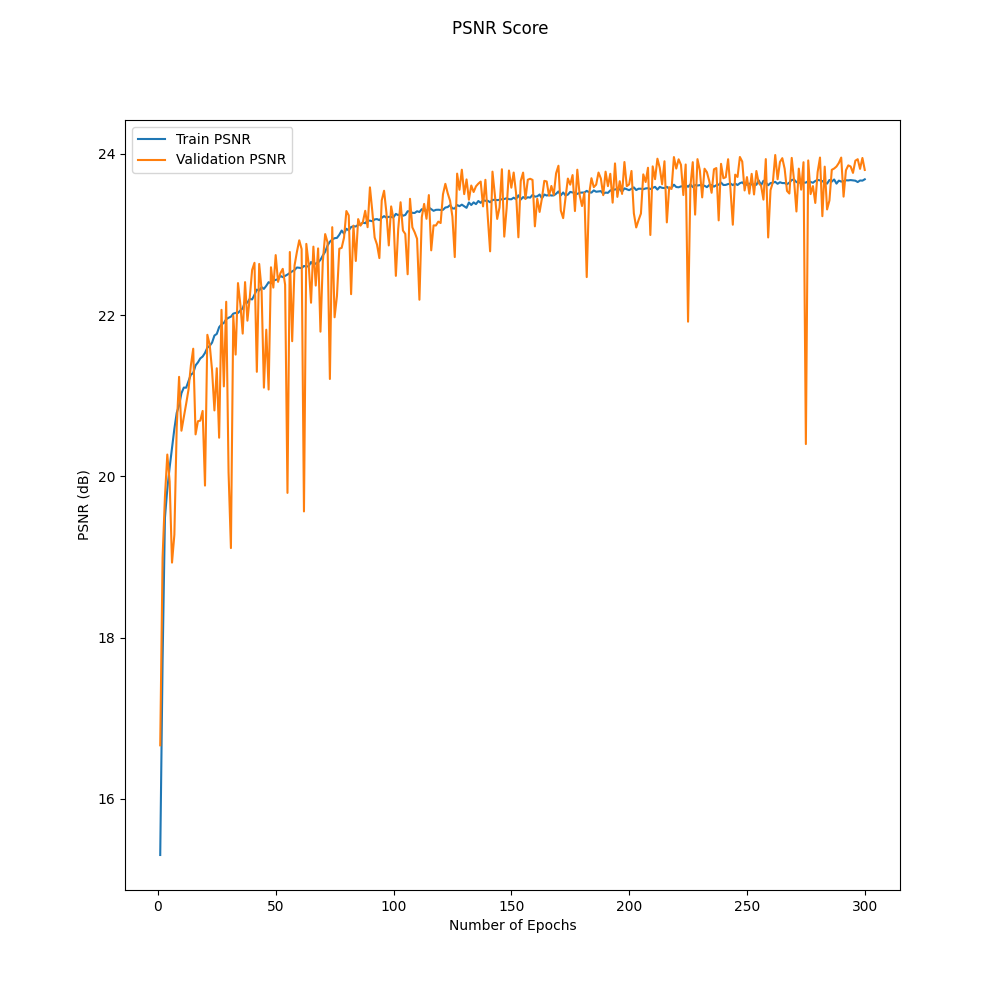 PSNR Score
Train PSNR
Validation PSNR
24
22
20
18
16
PSNR (dB)
0 50 100 150 200 250 300
Number of Epochs